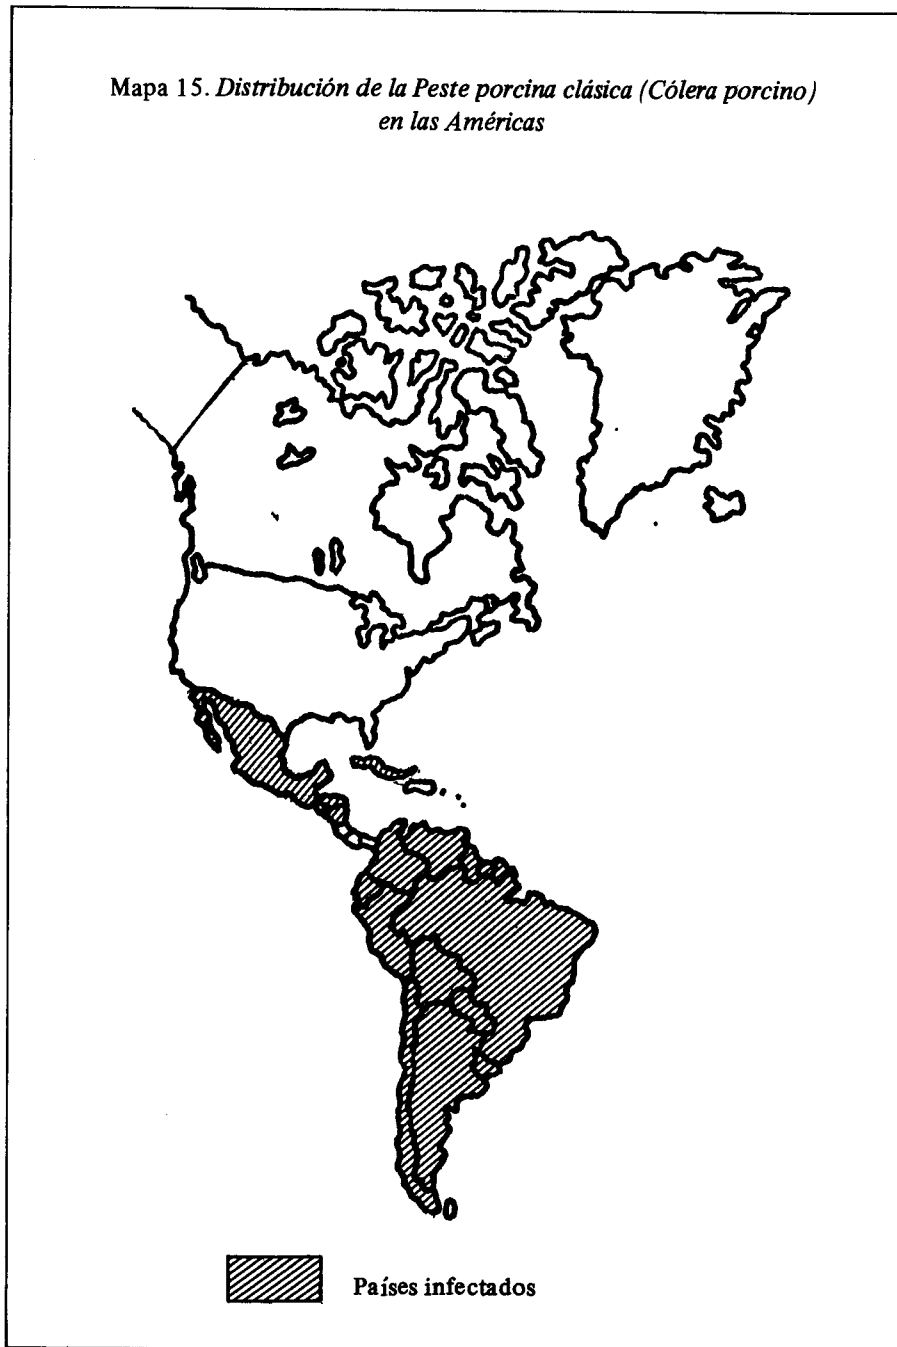 Mapa 15. Distribución de la Peste porcina clásica (Cólera porcino)
en las Américas
Países infectados